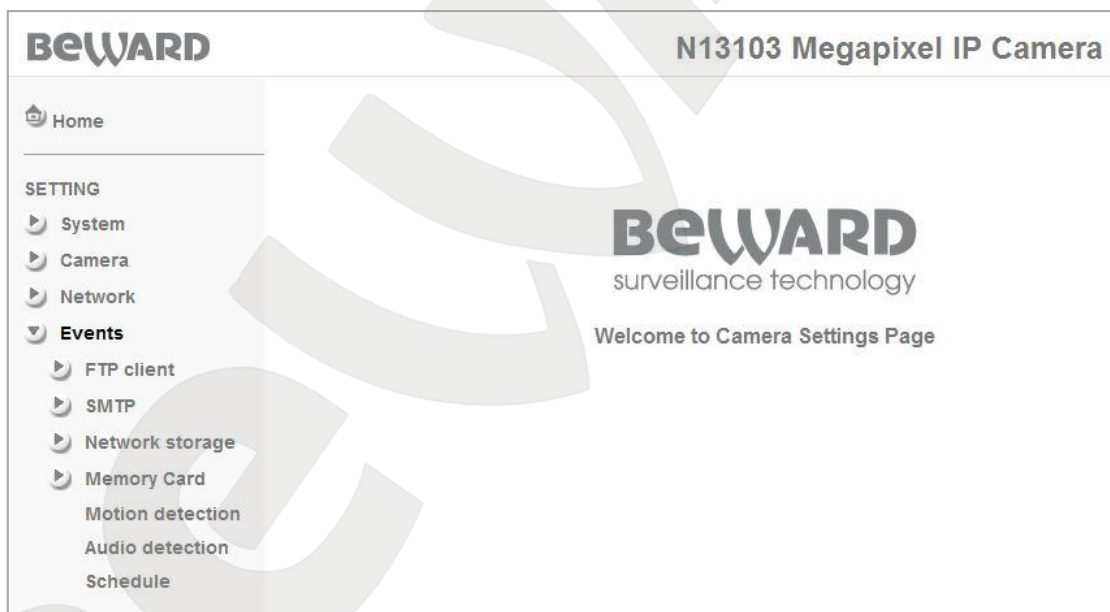 BEWARD
N13103 Megapixel IP Camera
Home
SETTING
System
Camera
Network
Events
FTP client
SMTP
Network storage
Memory Card
Motion detection
Audio detection
Schedule
BEWARD
surveillance technology
Welcome to Camera Settings Page